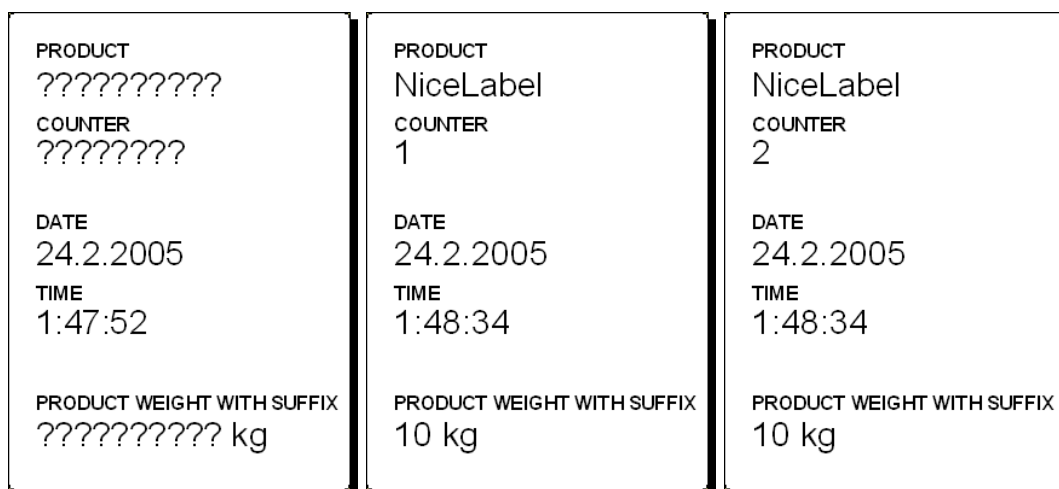 PRODUCT
??????????
COUNTER
????????
DATE
24.2.2005
TIME
1:47:52
PRODUCT WEIGHT WITH SUFFIX
?????????? kg
PRODUCT
NiceLabel
COUNTER
1
DATE
24.2.2005
TIME
1:48:34
PRODUCT WEIGHT WITH SUFFIX
10 kg
PRODUCT
NiceLabel
COUNTER
2
DATE
24.2.2005
TIME
1:48:34
PRODUCT WEIGHT WITH SUFFIX
10 kg